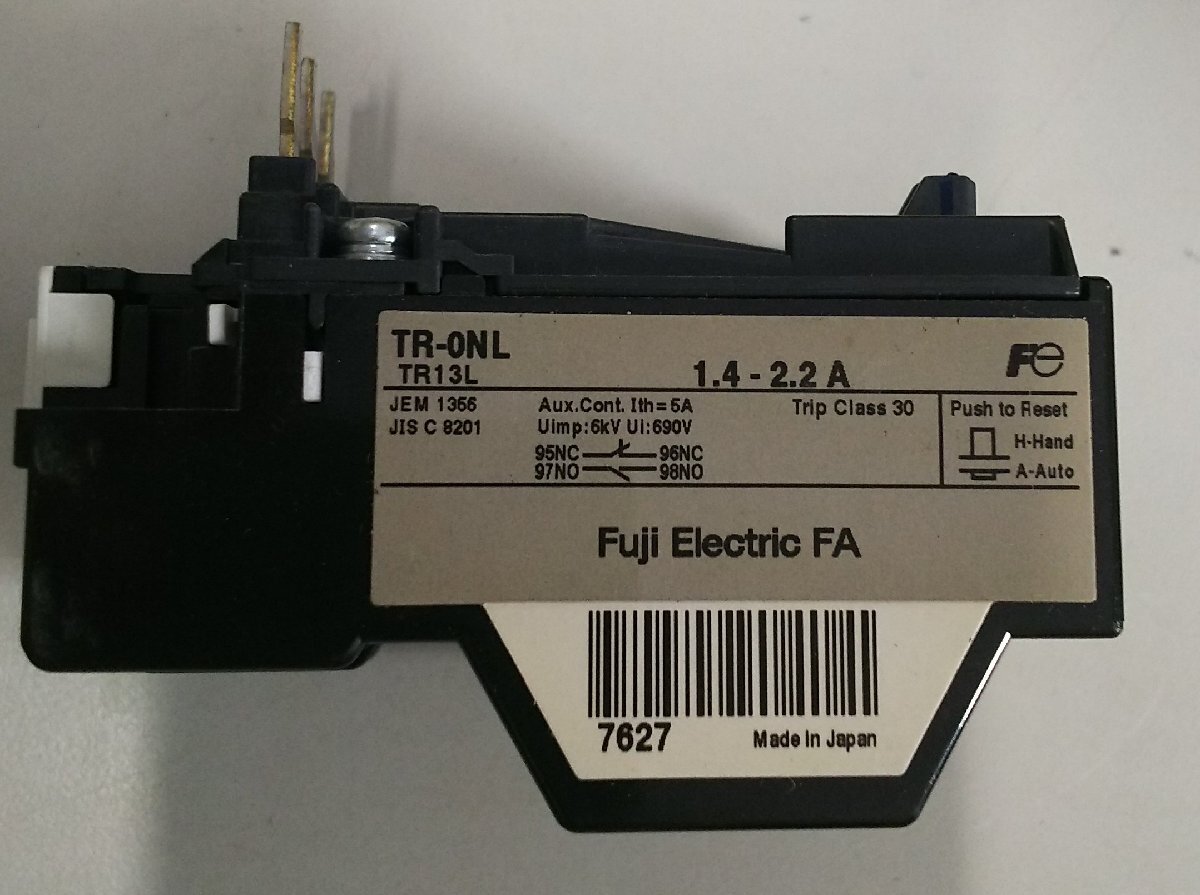 TR-0NL
TR13L
1.4 - 2.2 A
Fe
JEM 1356
JIS C 8201
Aux.Cont. Ith=5A
Uimp:6kV Ui:690V
95NC 96NC
97NO 98NO
Trip Class 30
Push to Reset
H-Hand
A-Auto
Fuji Electric FA
7627
Made in Japan